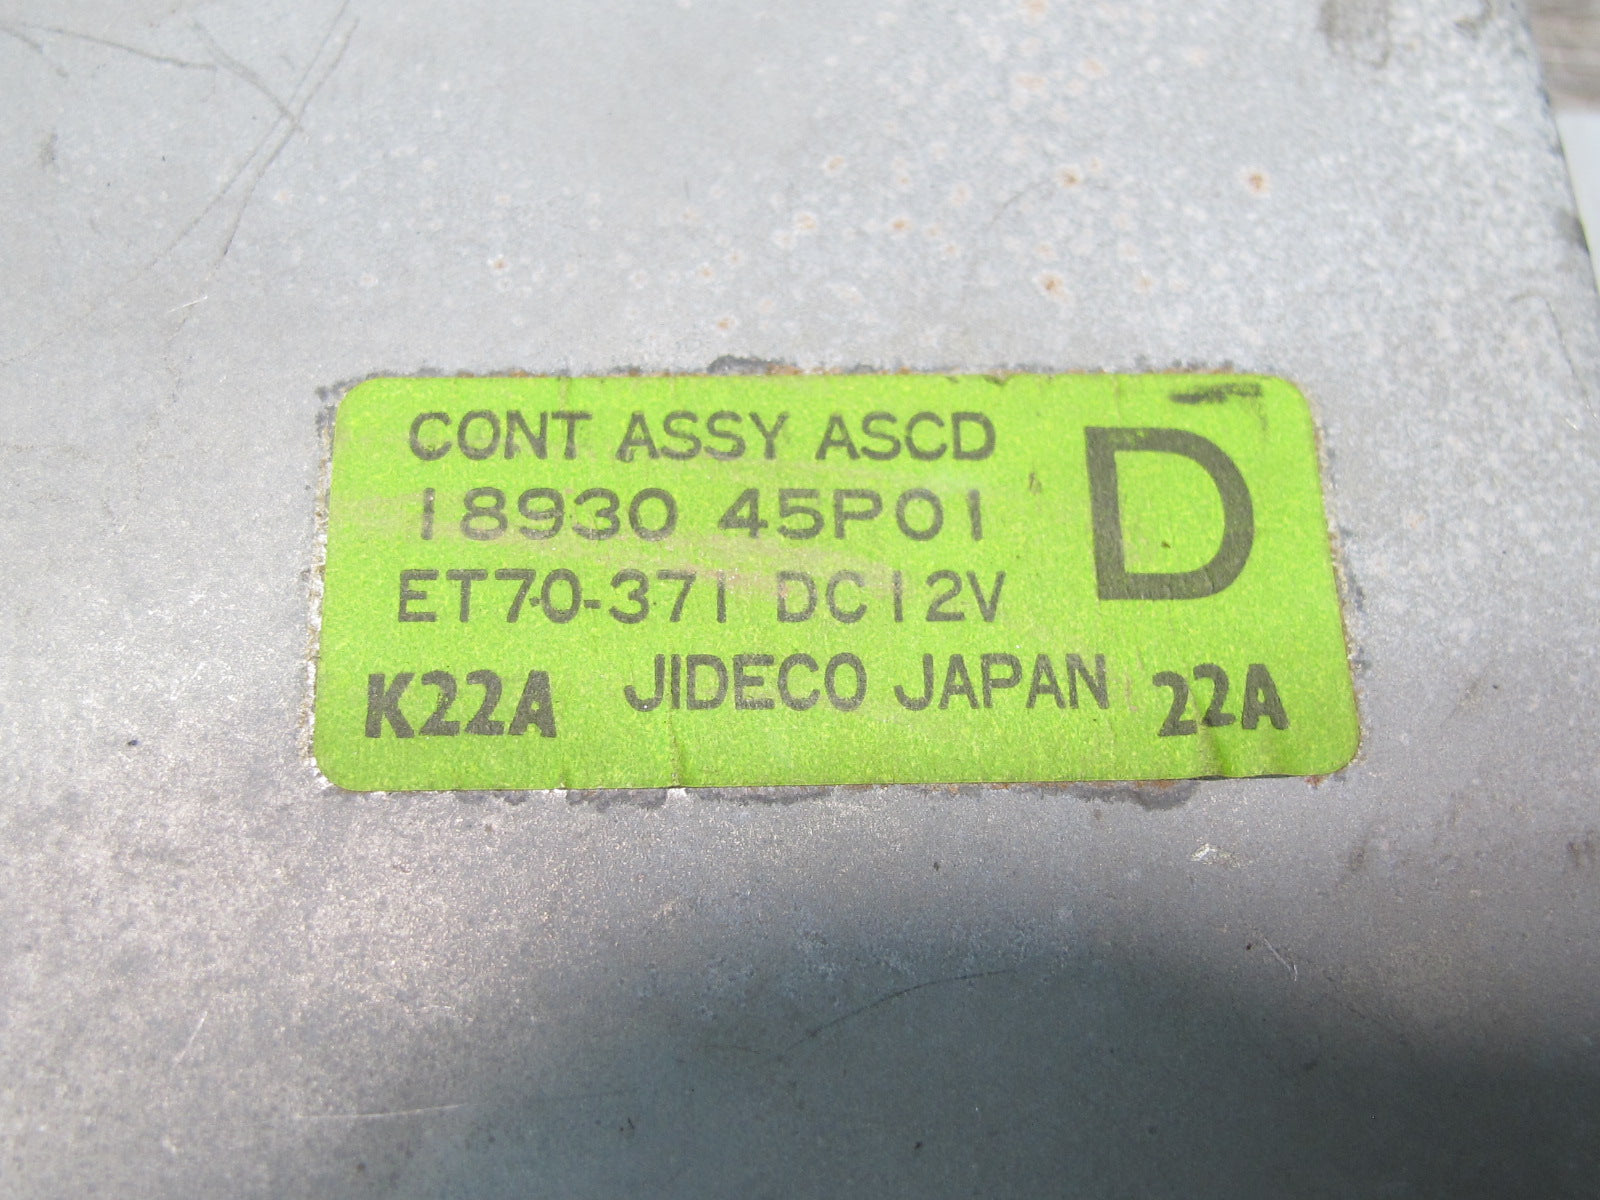 CONT ASSY ASCD
18930 45P01
D
ET70-371 DC12V
K22A JIDECO JAPAN 22A